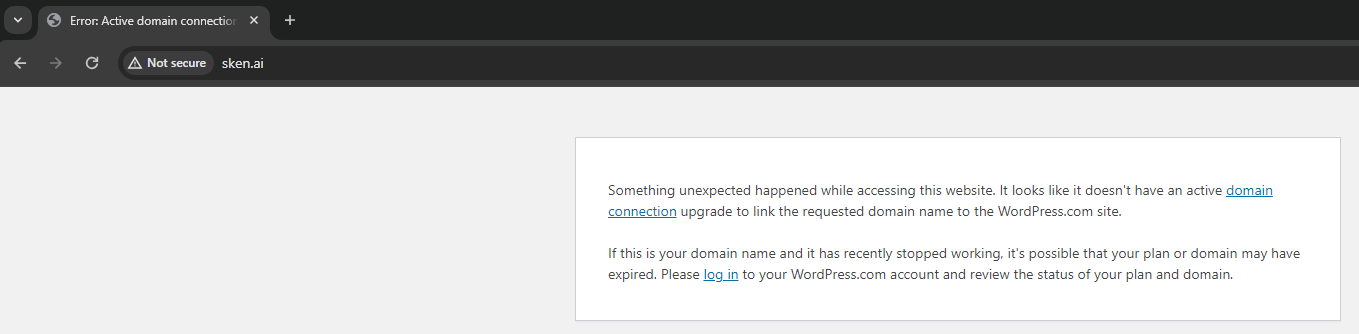 Error: Active domain connection
Not secure
sken.ai
Something unexpected happened while accessing this website. It looks like it doesn't have an active domain
connection upgrade to link the requested domain name to the WordPress.com site.
If this is your domain name and it has recently stopped working, it's possible that your plan or domain may have
expired. Please log in to your WordPress.com account and review the status of your plan and domain.